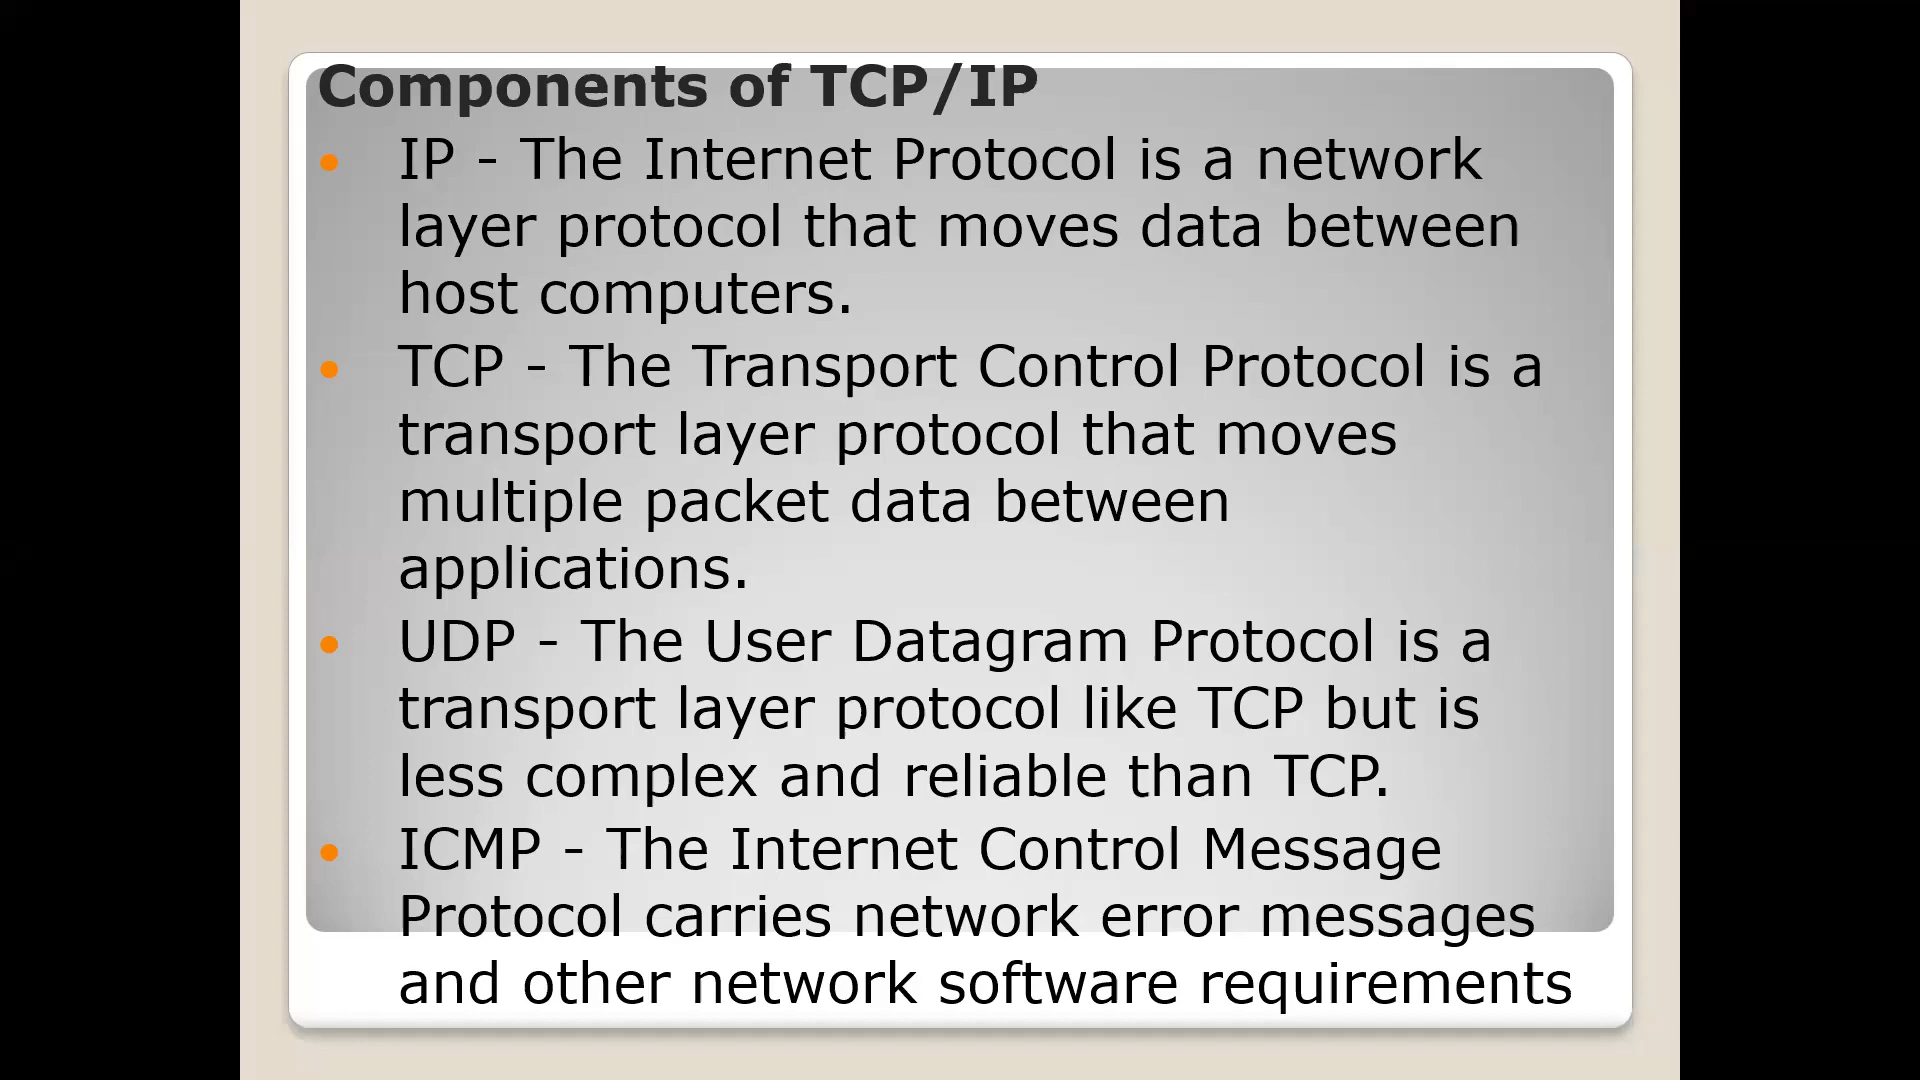 Components of TCP/IP
• IP - The Internet Protocol is a network
layer protocol that moves data between
host computers.
• TCP - The Transport Control Protocol is a
transport layer protocol that moves
multiple packet data between
applications.
• UDP - The User Datagram Protocol is a
transport layer protocol like TCP but is
less complex and reliable than TCP.
• ICMP - The Internet Control Message
Protocol carries network error messages
and other network software requirements